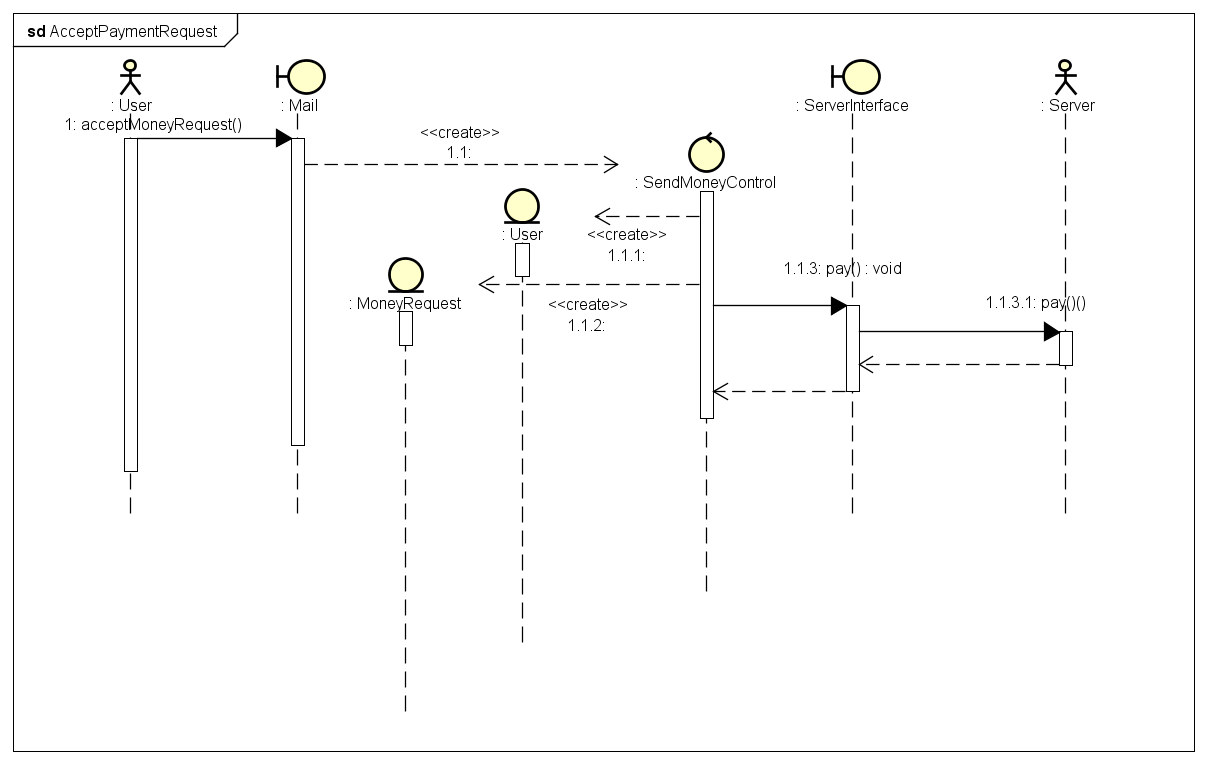 sd AcceptPaymentRequest
: User
: Mail
: ServerInterface
: Server
1: acceptMoneyRequest()
<<create>>
1.1:
: SendMoneyControl
: User
<<create>>
1.1.1:
1.1.3: pay() : void
: MoneyRequest
<<create>>
1.1.2:
1.1.3.1: pay()()